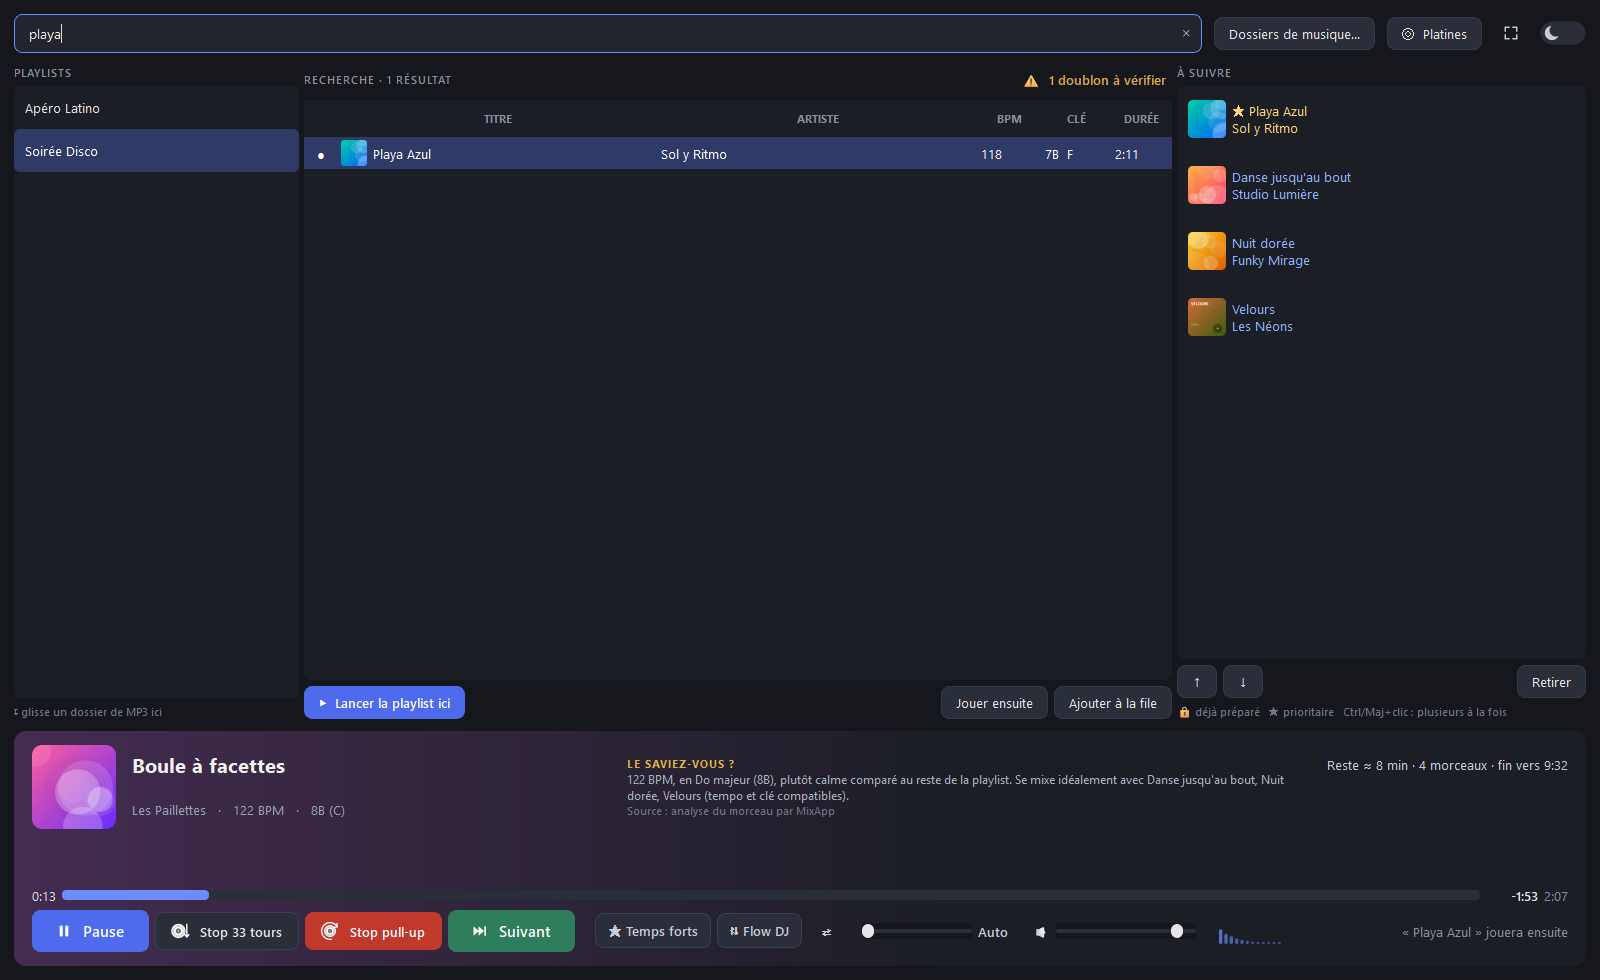 playa ×
Dossiers de musique...
Platines
PLAYLISTS
Apéro Latino
Soirée Disco
glisse un dossier de MP3 ici
RECHERCHE · 1 RÉSULTAT
1 doublon à vérifier
TITRE ARTISTE BPM CLÉ DURÉE
Playa Azul Sol y Ritmo 118 7B F 2:11
Lancer la playlist ici
Jouer ensuite
Ajouter à la file
À SUIVRE
★ Playa Azul
Sol y Ritmo
Danse jusqu'au bout
Studio Lumière
Nuit dorée
Funky Mirage
VELOURS
Velours
Les Néons
↑ ↓ Retirer
déjà préparé ★ prioritaire Ctrl/Maj+clic : plusieurs à la fois
Boule à facettes
Les Paillettes · 122 BPM · 8B (C)
LE SAVIEZ-VOUS ?
122 BPM, en Do majeur (8B), plutôt calme comparé au reste de la playlist. Se mixe idéalement avec Danse jusqu'au bout, Nuit
dorée, Velours (tempo et clé compatibles).
Source : analyse du morceau par MixApp
Reste ≈ 8 min · 4 morceaux · fin vers 9:32
0:13
-1:53 2:07
Pause
Stop 33 tours
Stop pull-up
Suivant
★ Temps forts
Flow DJ
Auto
« Playa Azul » jouera ensuite